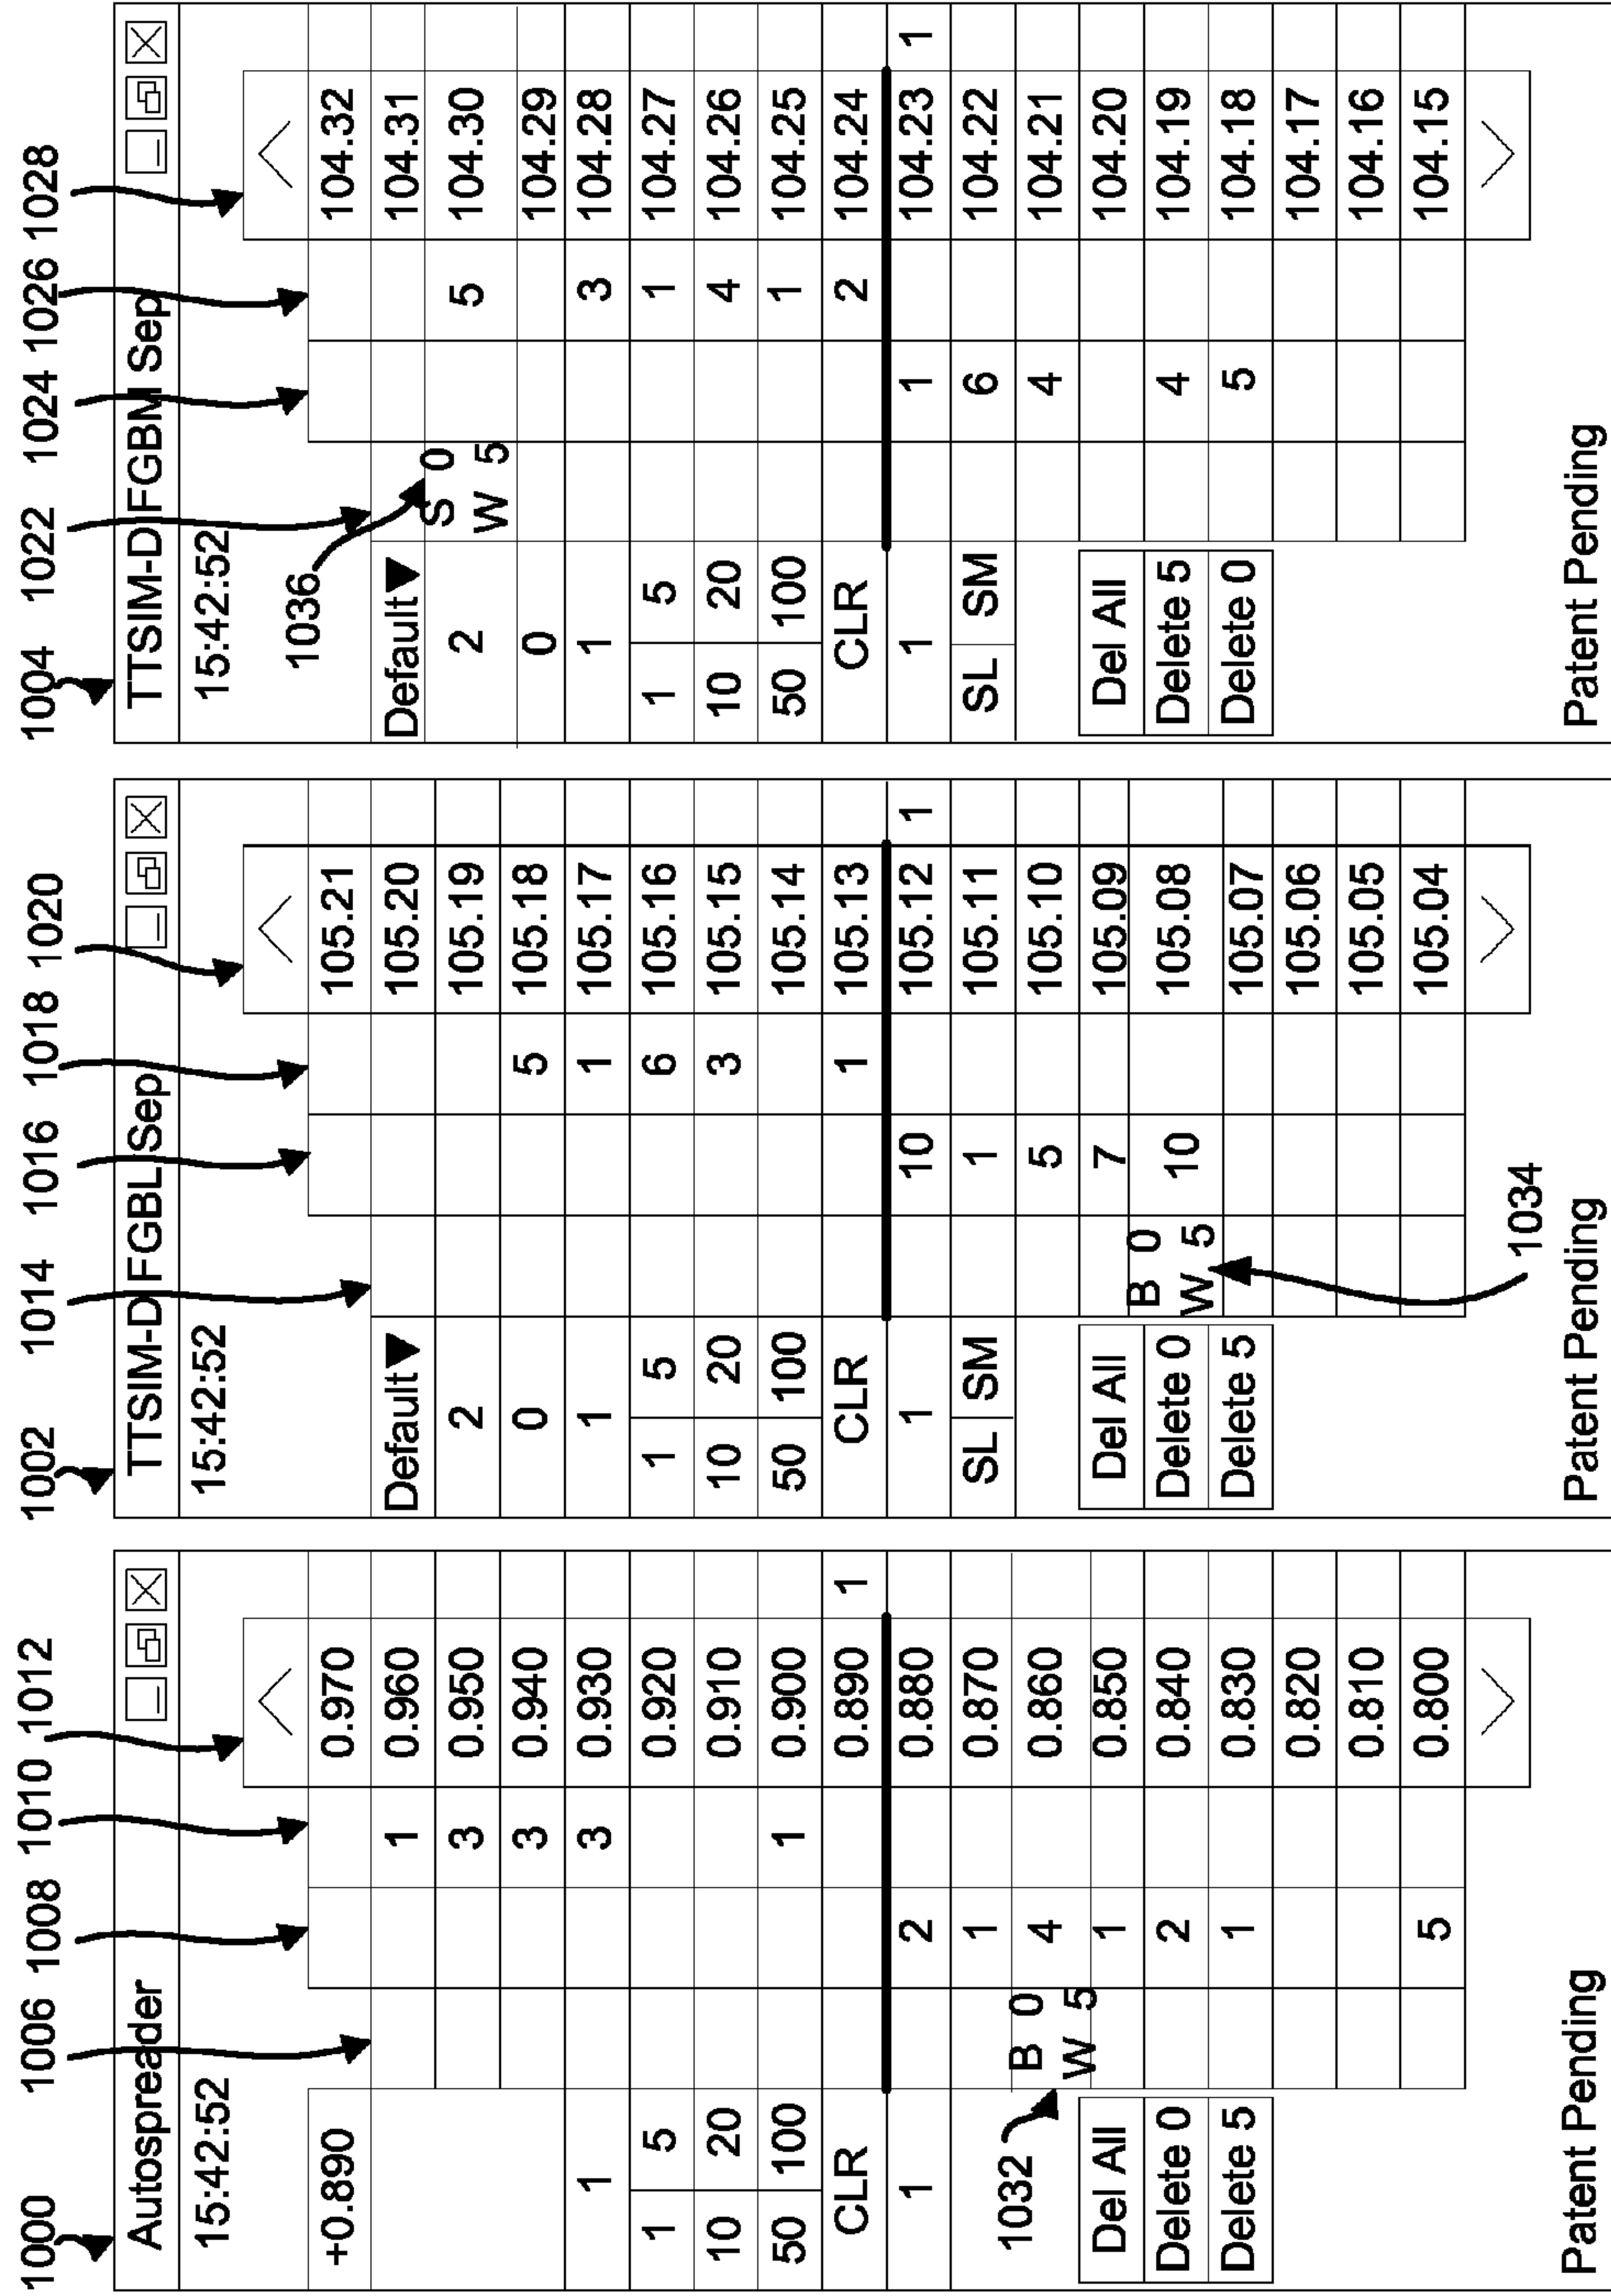 1000 1006 1008 1010 1012
Autospreader
15:42:52
+0.890 0.970
1 0.960
3 0.950
3 0.940
1 3 0.930
1 5 0.920
10 20 0.910
50 100 1 0.900
CLR 0.890 1
1 2 0.880
1 0.870
1032 B 0 4 0.860
W 5
Del All 1 0.850
Delete 0 2 0.840
Delete 5 1 0.830
0.820
0.810
5 0.800
Patent Pending
1002 1014 1016 1018 1020
TTSIM-D FGBL Sep
15:42:52
105.21
Default 105.20
2 105.19
0 5 105.18
1 1 105.17
1 5 6 105.16
10 20 3 105.15
50 100 105.14
CLR 1 105.13
1 10 105.12 1
SL SM 1 105.11
5 105.10
Del All 7 105.09
Delete 0 B 0 10 105.08
W 5
Delete 5 105.07
105.06
105.05
105.04
1034
Patent Pending
1004 1022 1024 1026 1028
TTSIM-D FGBM Sep
15:42:52
1036
104.32
Default 104.31
2 S 0 5 104.30
W 5
0 104.29
1 3 104.28
1 5 1 104.27
10 20 4 104.26
50 100 1 104.25
CLR 2 104.24
1 1 104.23 1
SL SM 6 104.22
4 104.21
Del All 104.20
Delete 5 4 104.19
Delete 0 5 104.18
104.17
104.16
104.15
Patent Pending